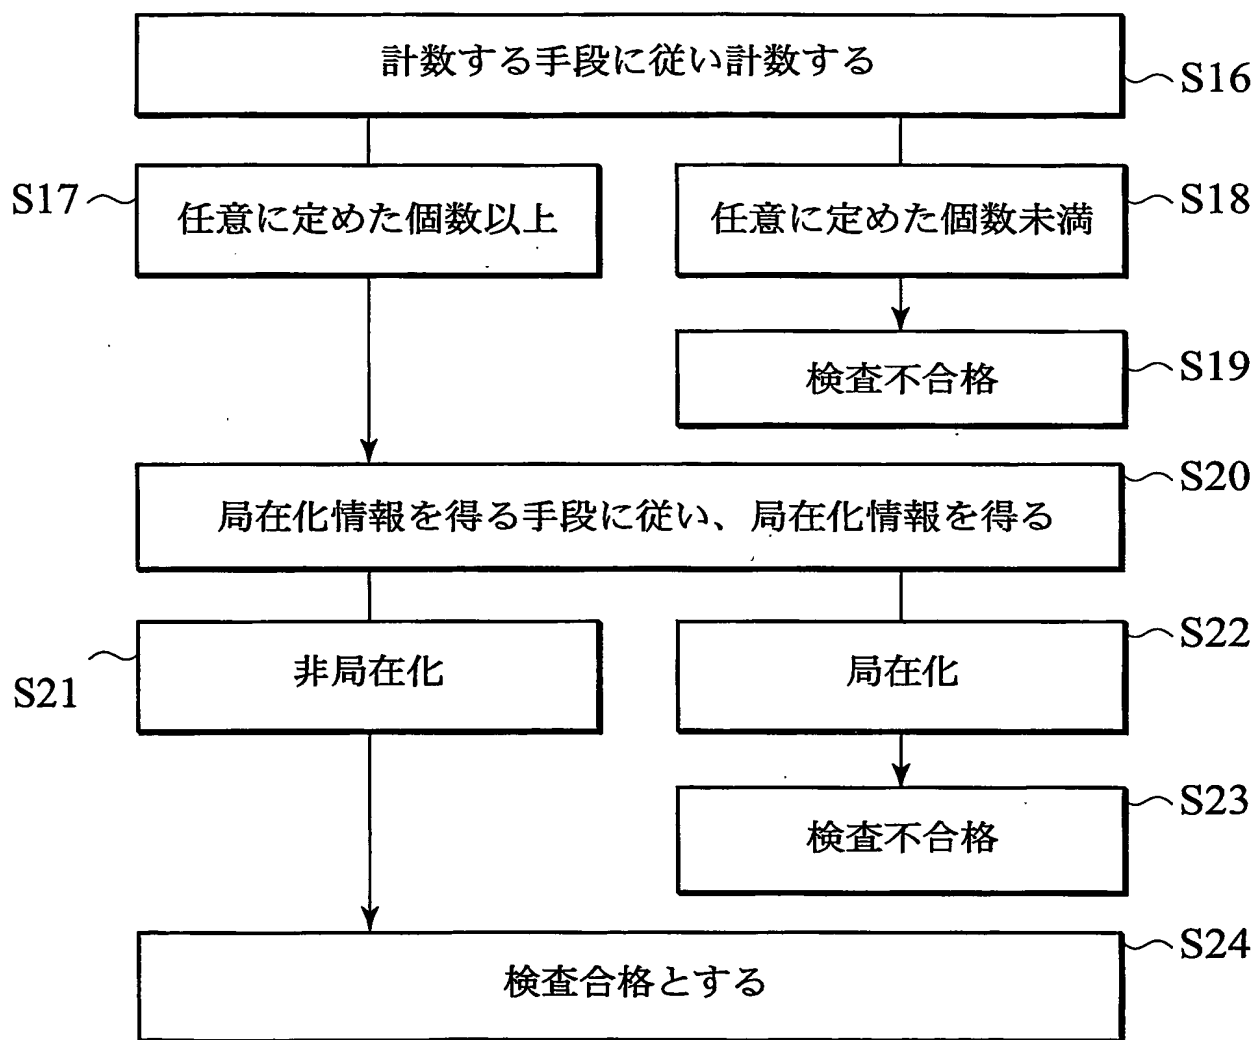 計数する手段に従い計数する
S16
S17
任意に定めた個数以上
任意に定めた個数未満
S18
検査不合格
S19
S20
局在化情報を得る手段に従い、局在化情報を得る
S21
非局在化
局在化
S22
検査不合格
S23
検査合格とする
S24